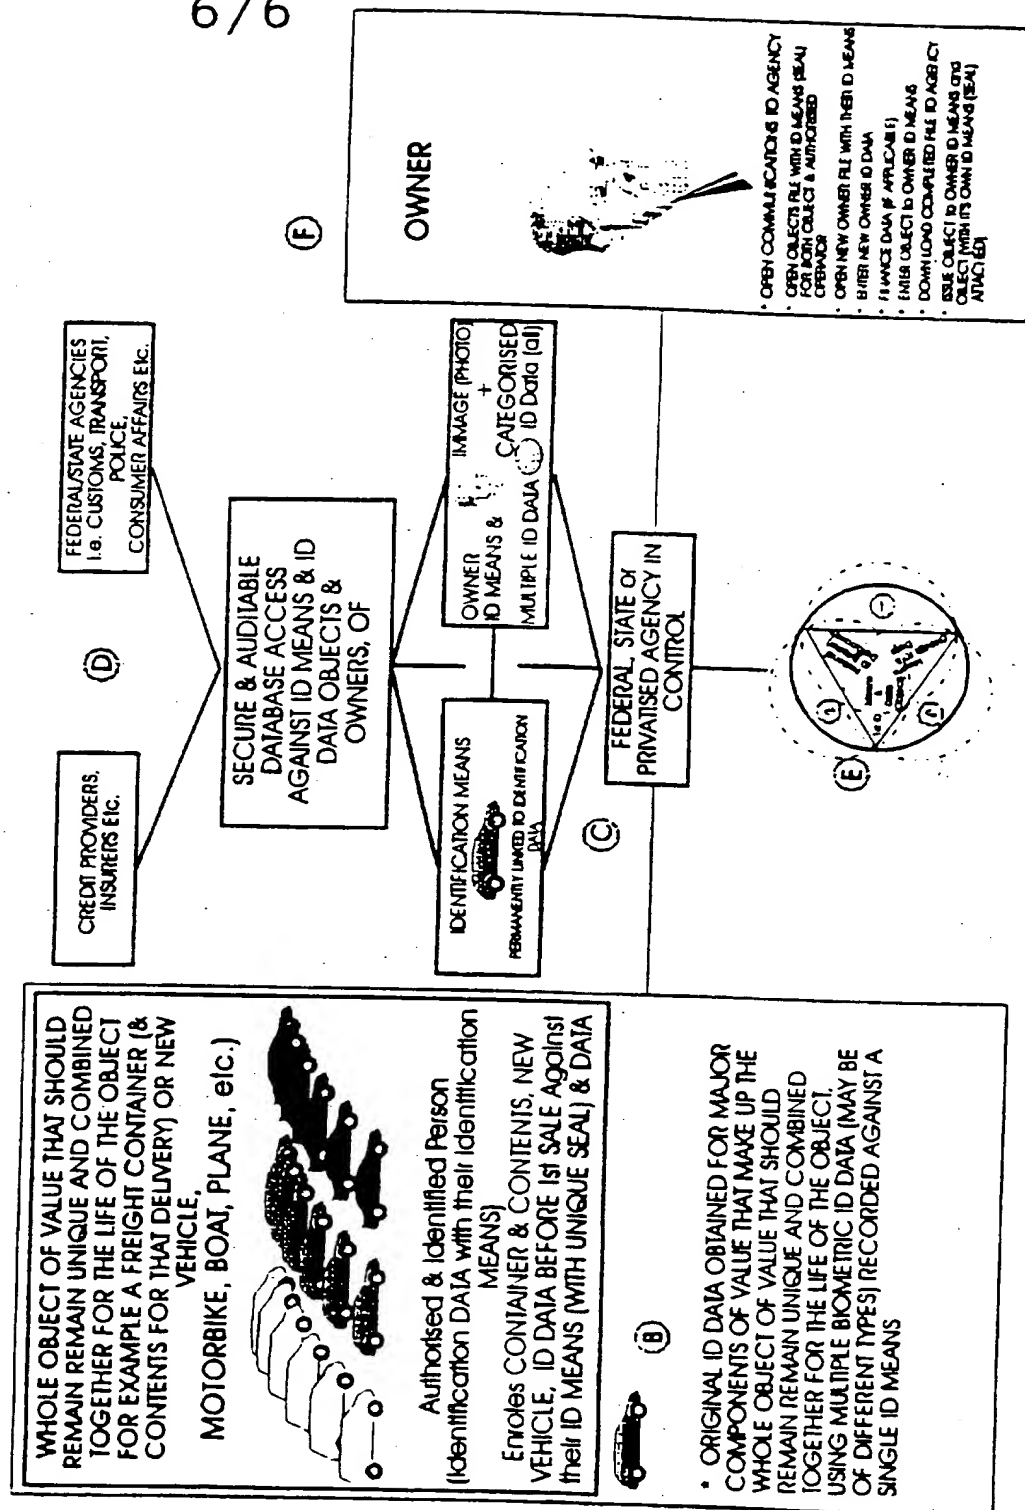 6/6
WHOLE OBJECT OF VALUE THAT SHOULD
REMAIN REMAIN UNIQUE AND COMBINED
TOGETHER FOR THE LIFE OF THE OBJECT
FOR EXAMPLE A FREIGHT CONTAINER (&
CONTENTS FOR THAT DELIVERY) OR NEW
VEHICLE,
MOTORBIKE, BOAT, PLANE, etc.)
Authorised & Identified Person
(Identification DATA with their Identification
MEANS)
Enroles CONTAINER & CONTENTS, NEW
VEHICLE, ID DATA BEFORE 1st SALE Against
their ID MEANS (WITH UNIQUE SEAL) & DATA
B
* ORIGINAL ID DATA OBTAINED FOR MAJOR
COMPONENTS OF VALUE THAT MAKE UP THE
WHOLE OBJECT OF VALUE THAT SHOULD
REMAIN REMAIN UNIQUE AND COMBINED
TOGETHER FOR THE LIFE OF THE OBJECT,
USING MULTIPLE BIOMETRIC ID DATA (MAY BE
OF DIFFERENT TYPES) RECORDED AGAINST A
SINGLE ID MEANS
CREDIT PROVIDERS,
INSURERS Etc.
D
FEDERAL/STATE AGENCIES
i.e. CUSTOMS, TRANSPORT,
POLICE,
CONSUMER AFFAIRS Etc.
SECURE & AUDITABLE
DATABASE ACCESS
AGAINST ID MEANS & ID
DATA OBJECTS &
OWNERS, OF
IDENTIFICATION MEANS
PERMANENTLY LINKED TO IDENTIFICATION
DATA
OWNER IMMAGE (PHOTO)
ID MEANS & +
CATEGORISED
MULTIPLE ID DATA ID Data (all)
C
FEDERAL, STATE or
PRIVATISED AGENCY IN
CONTROL
E
1
2
3
F
OWNER
* OPEN COMMUNICATIONS TO AGENCY
* OPEN OBJECTS FILE WITH ID MEANS (SEAL)
FOR BOTH OBJECT & AUTHORISED
OPERATOR
* OPEN NEW OWNER FILE WITH THEIR ID MEANS
* ENTER NEW OWNER ID DATA
* FINANCE DATA (IF APPLICABLE)
* ENTER OBJECT to OWNER ID MEANS
* DOWN LOAD COMPLETED FILE TO AGENCY
* ISSUE OBJECT to OWNER ID MEANS and
OBJECT (WITH IT'S OWN ID MEANS (SEAL)
ATTACHED)